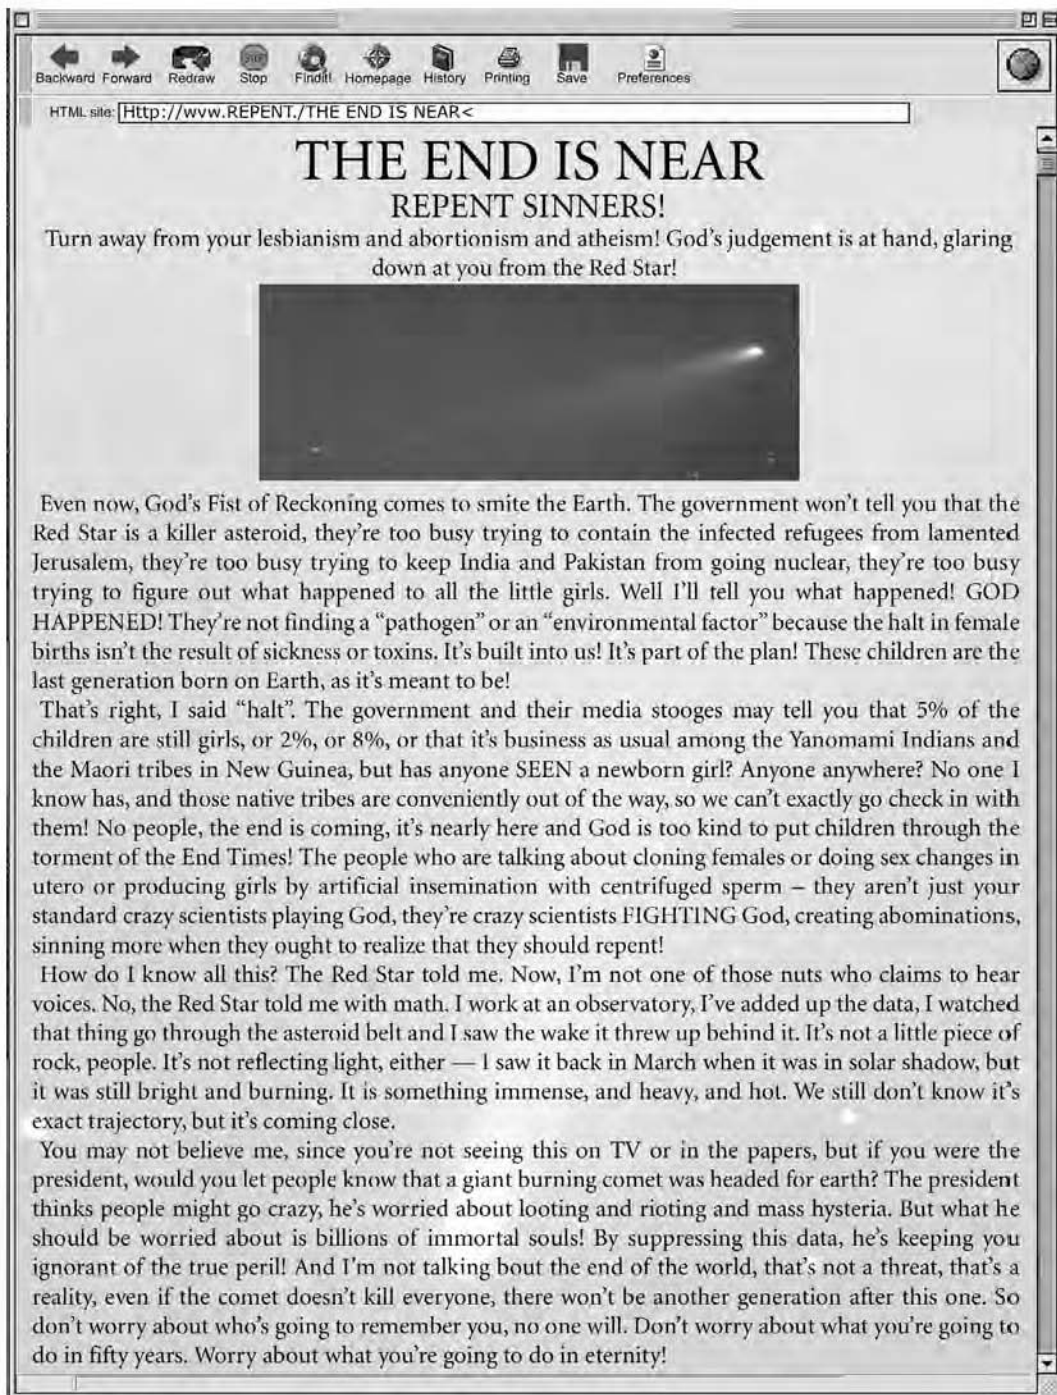 Backward Forward Redraw Stop Findit! Homepage History Printing Save Preferences
HTML site: Http://wvw.REPENT./THE END IS NEAR<
THE END IS NEAR
REPENT SINNERS!
Turn away from your lesbianism and abortionism and atheism! God's judgement is at hand, glaring
down at you from the Red Star!
Even now, God's Fist of Reckoning comes to smite the Earth. The government won't tell you that the
Red Star is a killer asteroid, they're too busy trying to contain the infected refugees from lamented
Jerusalem, they're too busy trying to keep India and Pakistan from going nuclear, they're too busy
trying to figure out what happened to all the little girls. Well I'll tell you what happened! GOD
HAPPENED! They're not finding a “pathogen” or an “environmental factor” because the halt in female
births isn't the result of sickness or toxins. It's built into us! It's part of the plan! These children are the
last generation born on Earth, as it's meant to be!
That's right, I said “halt”. The government and their media stooges may tell you that 5% of the
children are still girls, or 2%, or 8%, or that it's business as usual among the Yanomami Indians and
the Maori tribes in New Guinea, but has anyone SEEN a newborn girl? Anyone anywhere? No one I
know has, and those native tribes are conveniently out of the way, so we can't exactly go check in with
them! No people, the end is coming, it's nearly here and God is too kind to put children through the
torment of the End Times! The people who are talking about cloning females or doing sex changes in
utero or producing girls by artificial insemination with centrifuged sperm – they aren't just your
standard crazy scientists playing God, they're crazy scientists FIGHTING God, creating abominations,
sinning more when they ought to realize that they should repent!
How do I know all this? The Red Star told me. Now, I'm not one of those nuts who claims to hear
voices. No, the Red Star told me with math. I work at an observatory, I've added up the data, I watched
that thing go through the asteroid belt and I saw the wake it threw up behind it. It's not a little piece of
rock, people. It's not reflecting light, either — I saw it back in March when it was in solar shadow, but
it was still bright and burning. It is something immense, and heavy, and hot. We still don't know it's
exact trajectory, but it's coming close.
You may not believe me, since you're not seeing this on TV or in the papers, but if you were the
president, would you let people know that a giant burning comet was headed for earth? The president
thinks people might go crazy, he's worried about looting and rioting and mass hysteria. But what he
should be worried about is billions of immortal souls! By suppressing this data, he's keeping you
ignorant of the true peril! And I'm not talking bout the end of the world, that's not a threat, that's a
reality, even if the comet doesn't kill everyone, there won't be another generation after this one. So
don't worry about who's going to remember you, no one will. Don't worry about what you're going to
do in fifty years. Worry about what you're going to do in eternity!